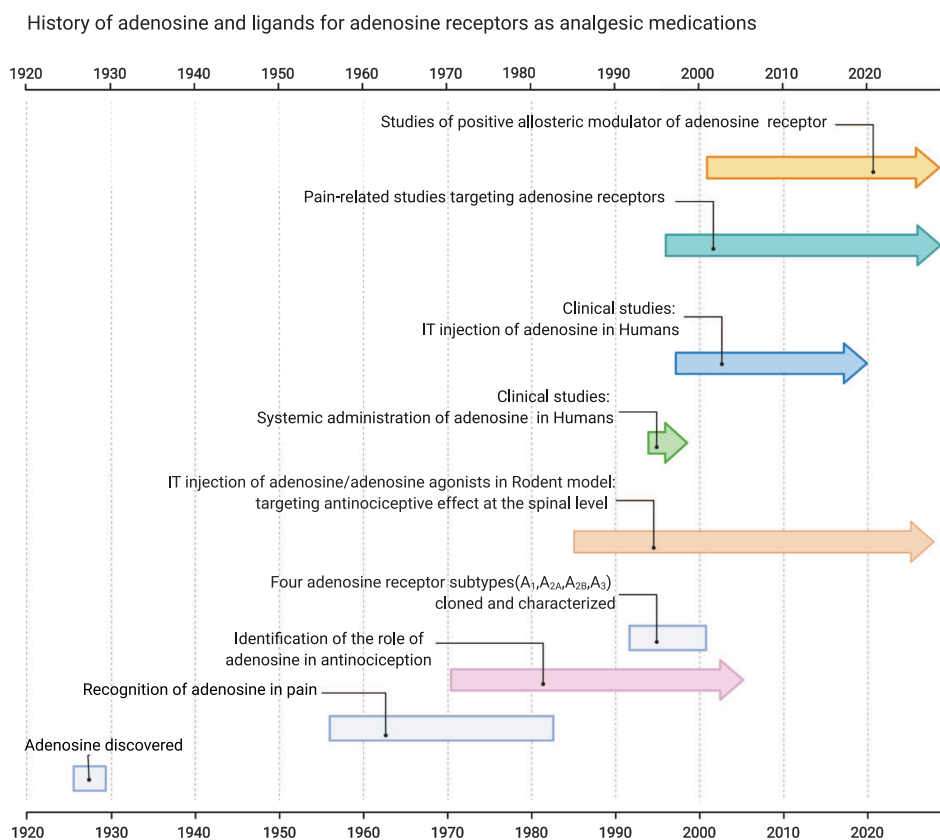 History of adenosine and ligands for adenosine receptors as analgesic medications
1920 1930 1940 1950 1960 1970 1980 1990 2000 2010 2020
Studies of positive allosteric modulator of adenosine receptor
Pain-related studies targeting adenosine receptors
Clinical studies:
IT injection of adenosine in Humans
Clinical studies:
Systemic administration of adenosine in Humans
IT injection of adenosine/adenosine agonists in Rodent model:
targeting antinociceptive effect at the spinal level
Four adenosine receptor subtypes(A₁,A₂A,A₂B,A₃)
cloned and characterized
Identification of the role of
adenosine in antinociception
Recognition of adenosine in pain
Adenosine discovered
1920 1930 1940 1950 1960 1970 1980 1990 2000 2010 2020